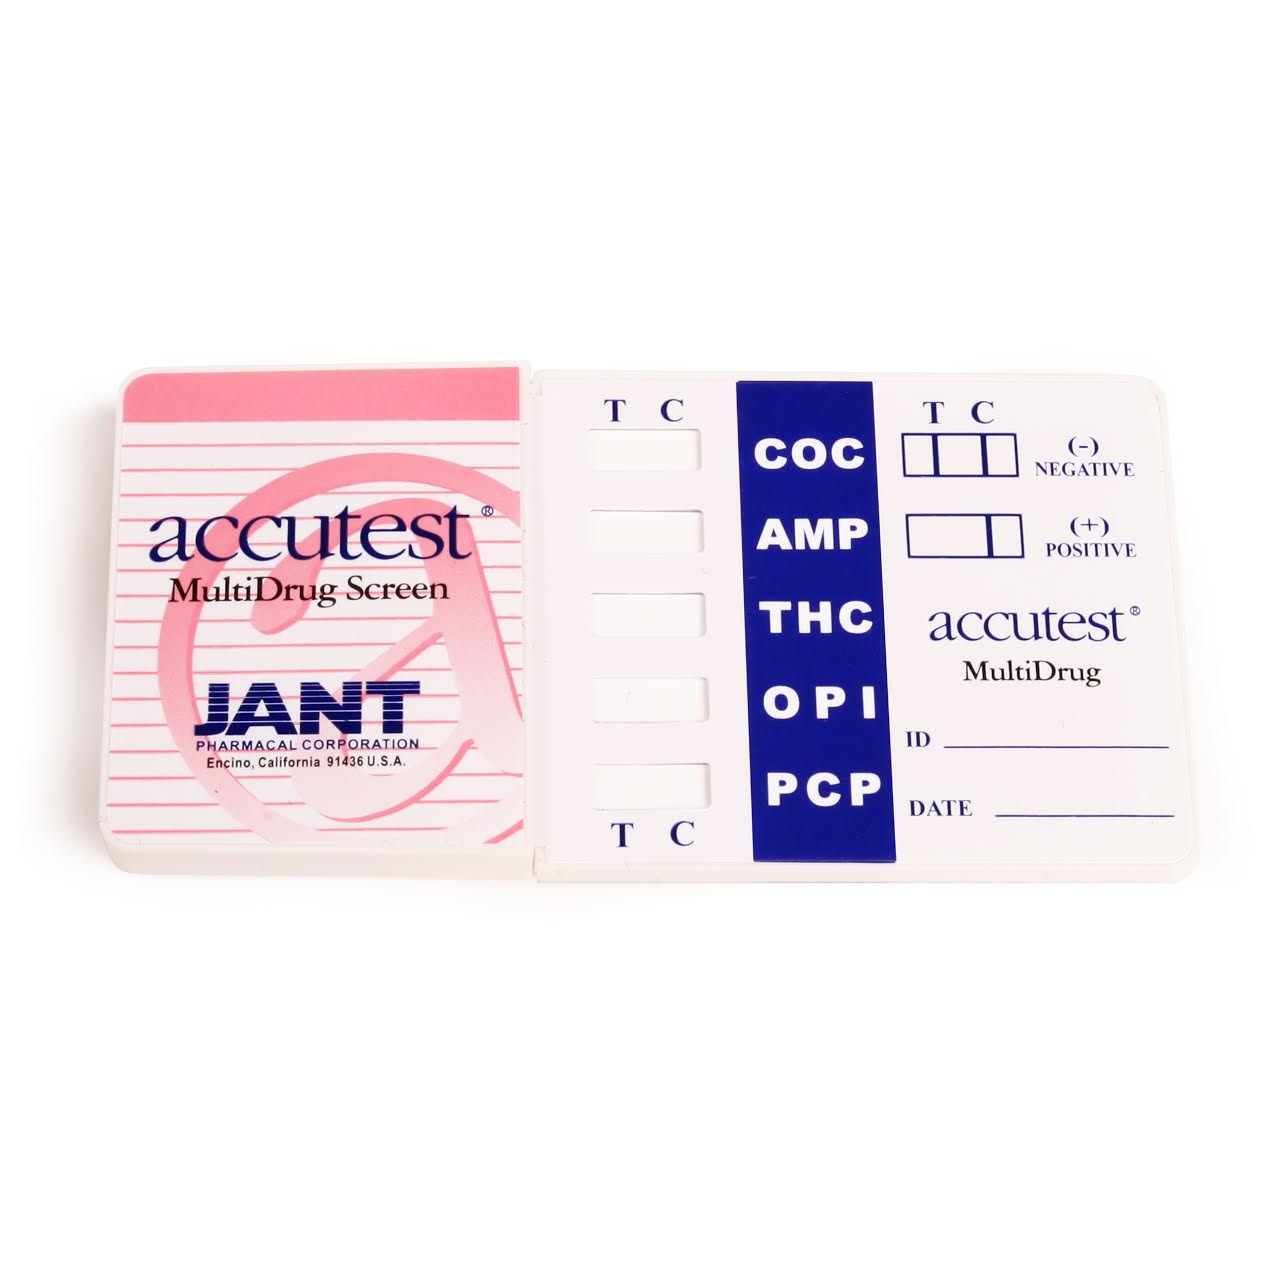 accutest®
MultiDrug Screen
JANT
PHARMACAL CORPORATION
Encino, California 91436 U.S.A.
T C
COC
AMP
THC
OPI
PCP
T C
T C
(-)
NEGATIVE
(+)
POSITIVE
accutest®
MultiDrug
ID
DATE